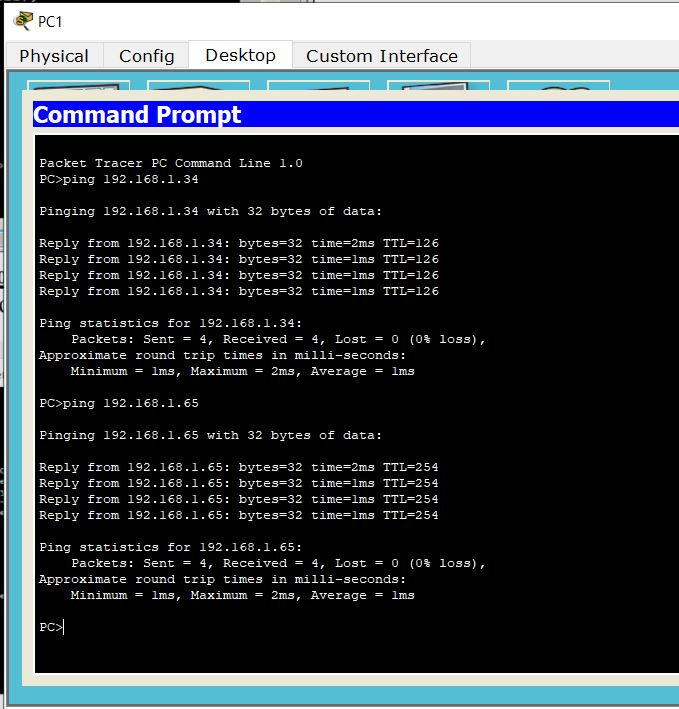 PC1
Physical Config Desktop Custom Interface
Command Prompt
Packet Tracer PC Command Line 1.0
PC>ping 192.168.1.34
Pinging 192.168.1.34 with 32 bytes of data:
Reply from 192.168.1.34: bytes=32 time=2ms TTL=126
Reply from 192.168.1.34: bytes=32 time=1ms TTL=126
Reply from 192.168.1.34: bytes=32 time=1ms TTL=126
Reply from 192.168.1.34: bytes=32 time=1ms TTL=126
Ping statistics for 192.168.1.34:
Packets: Sent = 4, Received = 4, Lost = 0 (0% loss),
Approximate round trip times in milli-seconds:
Minimum = 1ms, Maximum = 2ms, Average = 1ms
PC>ping 192.168.1.65
Pinging 192.168.1.65 with 32 bytes of data:
Reply from 192.168.1.65: bytes=32 time=2ms TTL=254
Reply from 192.168.1.65: bytes=32 time=1ms TTL=254
Reply from 192.168.1.65: bytes=32 time=1ms TTL=254
Reply from 192.168.1.65: bytes=32 time=1ms TTL=254
Ping statistics for 192.168.1.65:
Packets: Sent = 4, Received = 4, Lost = 0 (0% loss),
Approximate round trip times in milli-seconds:
Minimum = 1ms, Maximum = 2ms, Average = 1ms
PC>